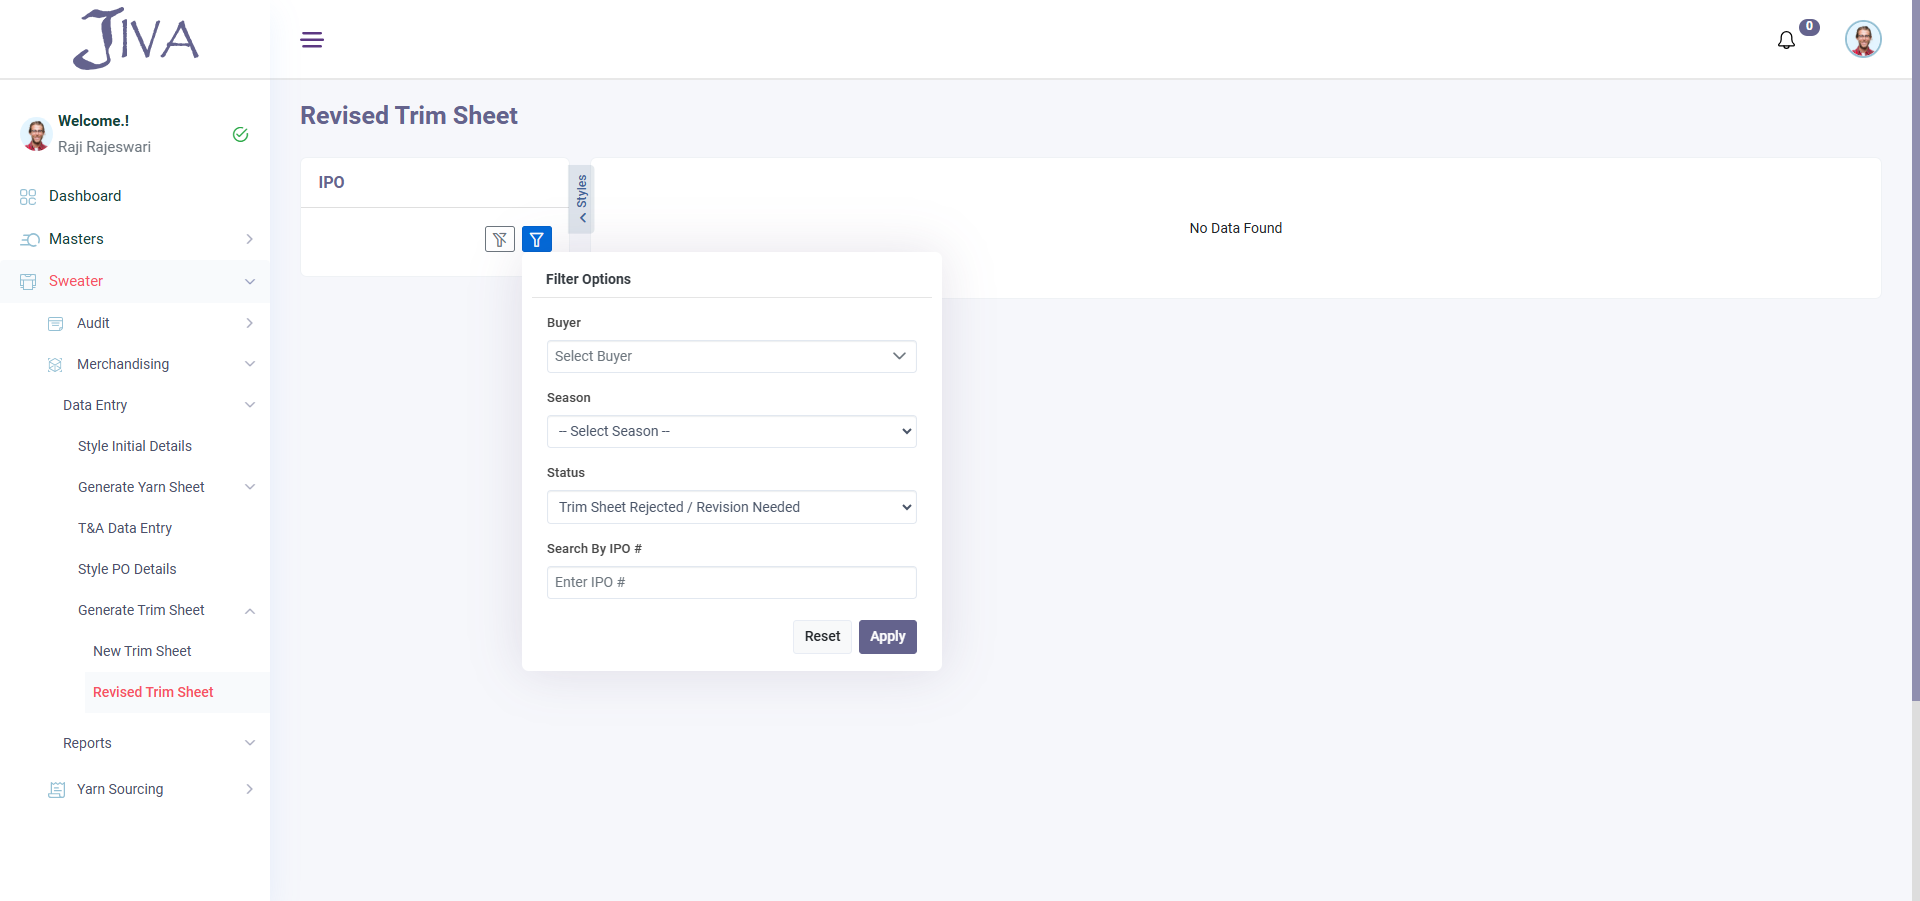 JIVA
0
Welcome.!
Raji Rajeswari
Dashboard
Masters
Sweater
Audit
Merchandising
Data Entry
Style Initial Details
Generate Yarn Sheet
T&A Data Entry
Style PO Details
Generate Trim Sheet
New Trim Sheet
Revised Trim Sheet
Reports
Yarn Sourcing
Revised Trim Sheet
IPO
Styles
No Data Found
Filter Options
Buyer
Select Buyer
Season
-- Select Season --
Status
Trim Sheet Rejected / Revision Needed
Search By IPO #
Enter IPO #
Reset
Apply